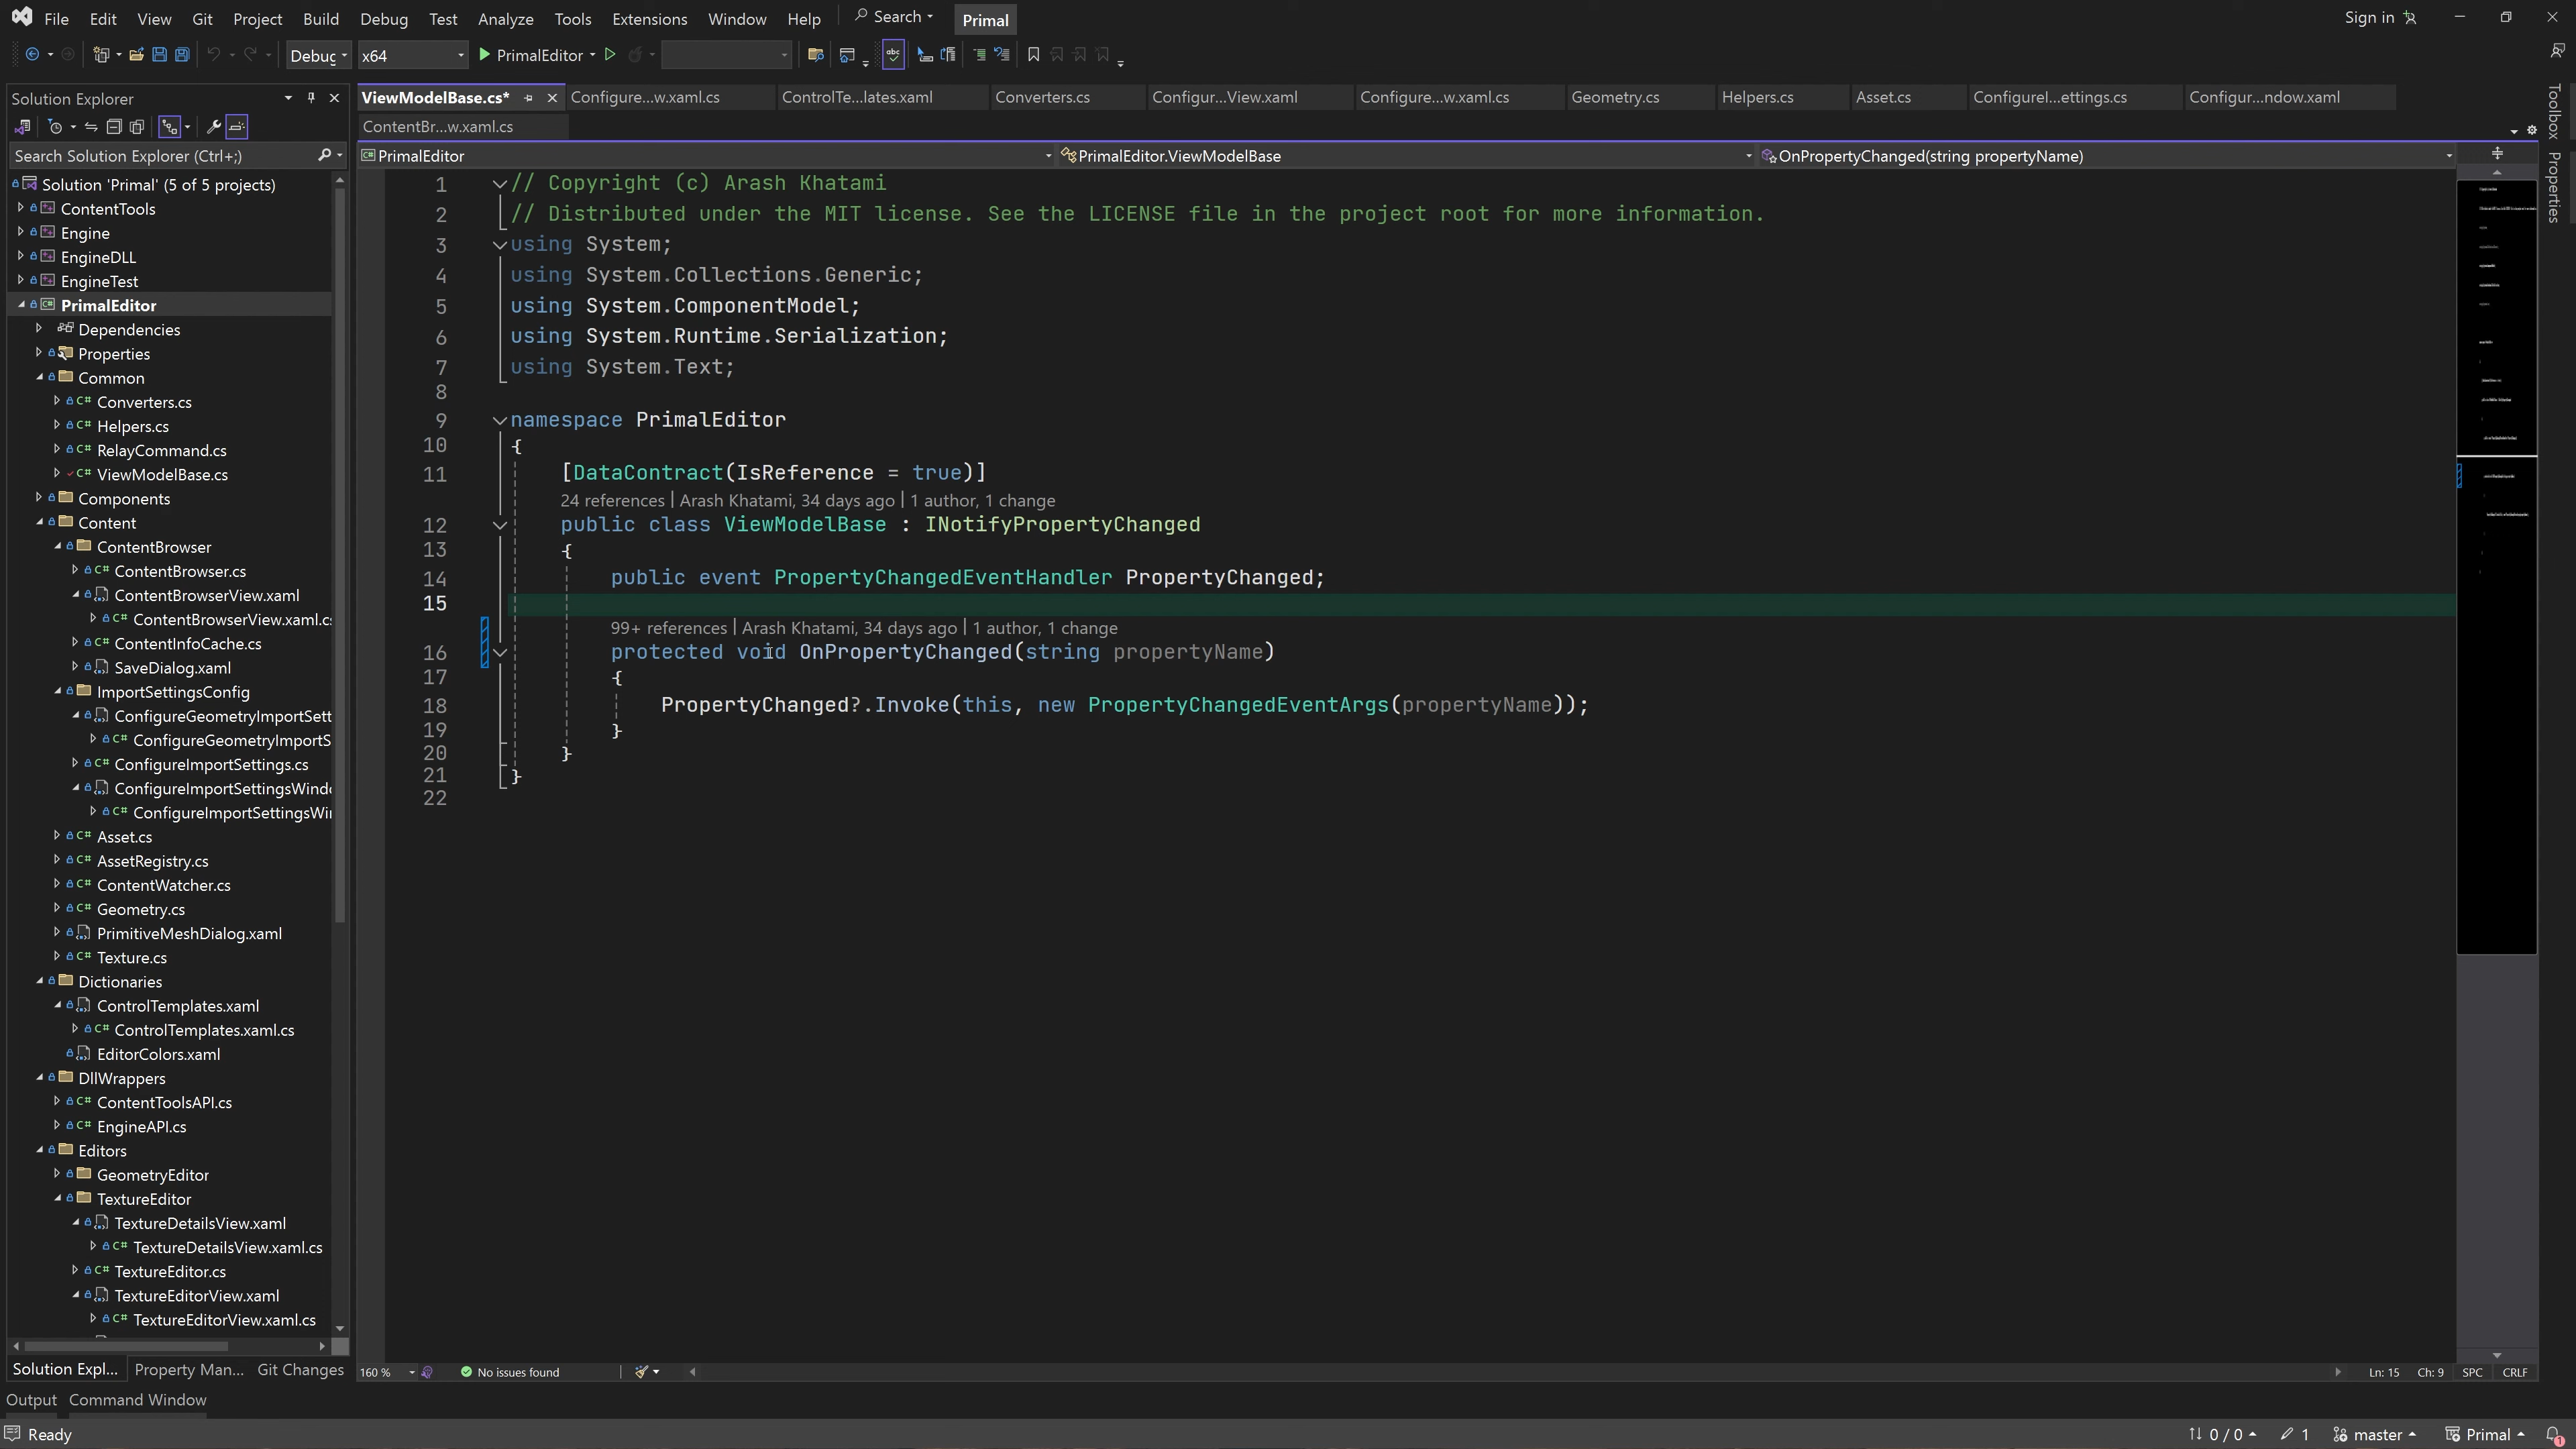 File Edit View Git Project Build Debug Test Analyze Tools Extensions Window Help Search Primal Sign in
Debug x64 PrimalEditor
Solution Explorer
Search Solution Explorer (Ctrl+;)
Solution 'Primal' (5 of 5 projects)
ContentTools
Engine
EngineDLL
EngineTest
PrimalEditor
Dependencies
Properties
Common
Converters.cs
Helpers.cs
RelayCommand.cs
ViewModelBase.cs
Components
Content
ContentBrowser
ContentBrowser.cs
ContentBrowserView.xaml
ContentBrowserView.xaml.cs
ContentInfoCache.cs
SaveDialog.xaml
ImportSettingsConfig
ConfigureGeometryImportSett
ConfigureGeometryImportS
ConfigureImportSettings.cs
ConfigureImportSettingsWind
ConfigureImportSettingsWi
Asset.cs
AssetRegistry.cs
ContentWatcher.cs
Geometry.cs
PrimitiveMeshDialog.xaml
Texture.cs
Dictionaries
ControlTemplates.xaml
ControlTemplates.xaml.cs
EditorColors.xaml
DllWrappers
ContentToolsAPI.cs
EngineAPI.cs
Editors
GeometryEditor
TextureEditor
TextureDetailsView.xaml
TextureDetailsView.xaml.cs
TextureEditor.cs
TextureEditorView.xaml
TextureEditorView.xaml.cs
Solution Expl... Property Man... Git Changes
ViewModelBase.cs* Configure...w.xaml.cs ControlTe...lates.xaml Converters.cs Configur...View.xaml Configure...w.xaml.cs Geometry.cs Helpers.cs Asset.cs ConfigureI...ettings.cs Configur...ndow.xaml
ContentBr...w.xaml.cs
PrimalEditor PrimalEditor.ViewModelBase OnPropertyChanged(string propertyName)
1 // Copyright (c) Arash Khatami
2 // Distributed under the MIT license. See the LICENSE file in the project root for more information.
3 using System;
4 using System.Collections.Generic;
5 using System.ComponentModel;
6 using System.Runtime.Serialization;
7 using System.Text;
8
9 namespace PrimalEditor
10 {
11 [DataContract(IsReference = true)]
24 references | Arash Khatami, 34 days ago | 1 author, 1 change
12 public class ViewModelBase : INotifyPropertyChanged
13 {
14 public event PropertyChangedEventHandler PropertyChanged;
15
99+ references | Arash Khatami, 34 days ago | 1 author, 1 change
16 protected void OnPropertyChanged(string propertyName)
17 {
18 PropertyChanged?.Invoke(this, new PropertyChangedEventArgs(propertyName));
19 }
20 }
21 }
22
Toolbox
Properties
160 % No issues found Ln: 15 Ch: 9 SPC CRLF
Output Command Window
Ready 0 / 0 1 master Primal 1